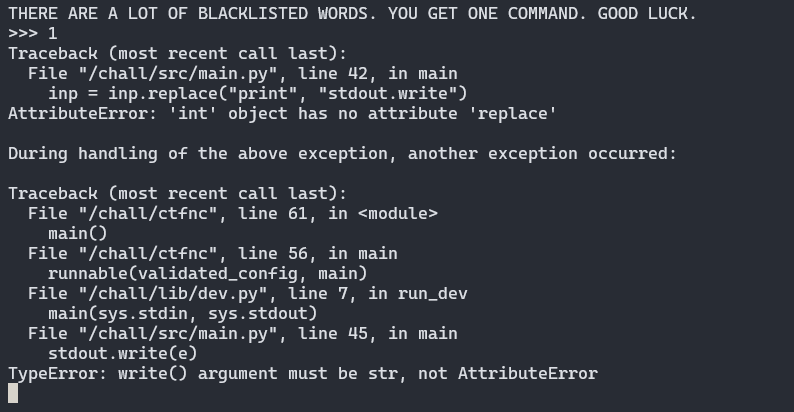 THERE ARE A LOT OF BLACKLISTED WORDS. YOU GET ONE COMMAND. GOOD LUCK.
>>> 1
Traceback (most recent call last):
  File "/chall/src/main.py", line 42, in main
    inp = inp.replace("print", "stdout.write")
AttributeError: 'int' object has no attribute 'replace'

During handling of the above exception, another exception occurred:

Traceback (most recent call last):
  File "/chall/ctfnc", line 61, in <module>
    main()
  File "/chall/ctfnc", line 56, in main
    runnable(validated_config, main)
  File "/chall/lib/dev.py", line 7, in run_dev
    main(sys.stdin, sys.stdout)
  File "/chall/src/main.py", line 45, in main
    stdout.write(e)
TypeError: write() argument must be str, not AttributeError